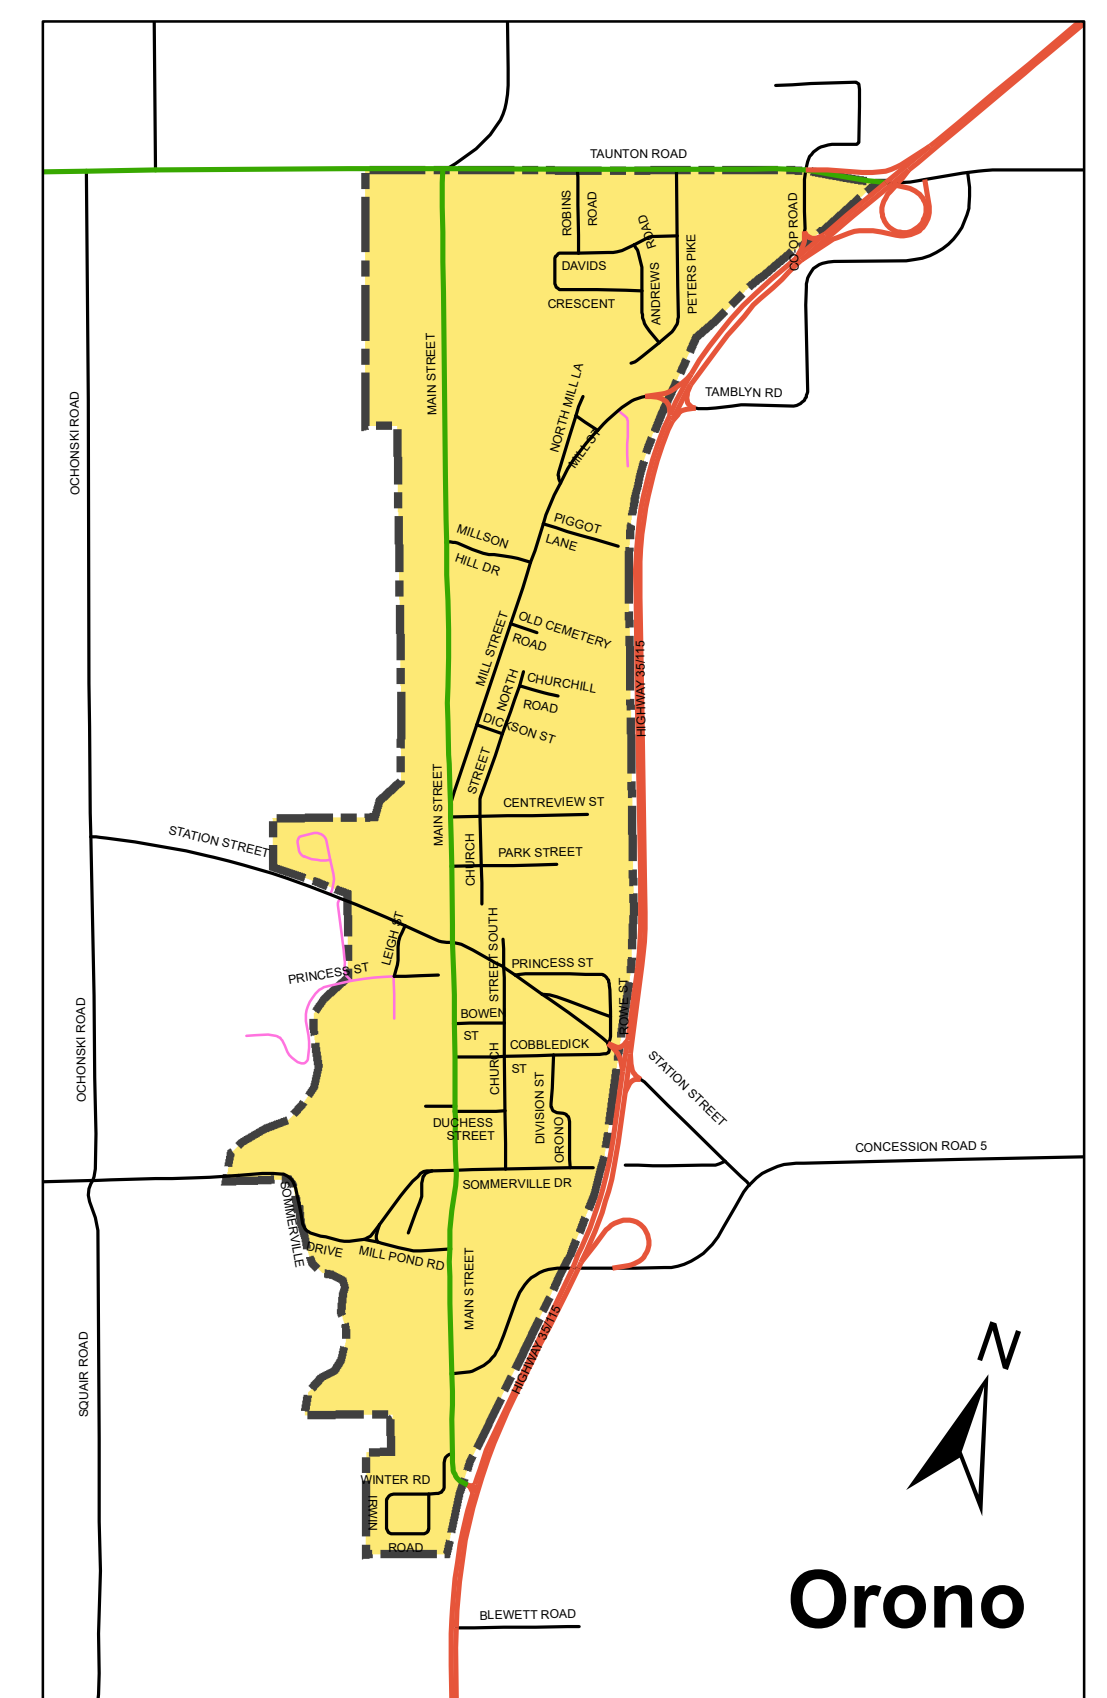 TAUNTON ROAD
ROBINS
ROAD
CO-OP ROAD
ROAD
DAVIDS
ANDREWS
PETERS PIKE
CRESCENT
MAIN STREET
OCHONSKI ROAD
TAMBLYN RD
NORTH MILL LA
MILL ST
PIGGOT
LANE
MILLSON
HILL DR
OLD CEMETERY
ROAD
MILL STREET
NORTH
CHURCHILL
ROAD
HIGHWAY 35/115
DICKSON ST
STREET
CENTREVIEW ST
MAIN STREET
STATION STREET
CHURCH
PARK STREET
LEIGH ST
STREET SOUTH
PRINCESS ST
PRINCESS ST
ROWE ST
BOWEN
ST
COBBLEDICK
ST
OCHONSKI ROAD
CHURCH
STATION STREET
DIVISION ST
ORONO
DUCHESS
STREET
CONCESSION ROAD 5
SOMMERVILLE DR
SOMMERVILLE
DRIVE
MILL POND RD
MAIN STREET
HIGHWAY 35/115
SQUAIR ROAD
N
WINTER RD
IRWIN
ROAD
Orono
BLEWETT ROAD